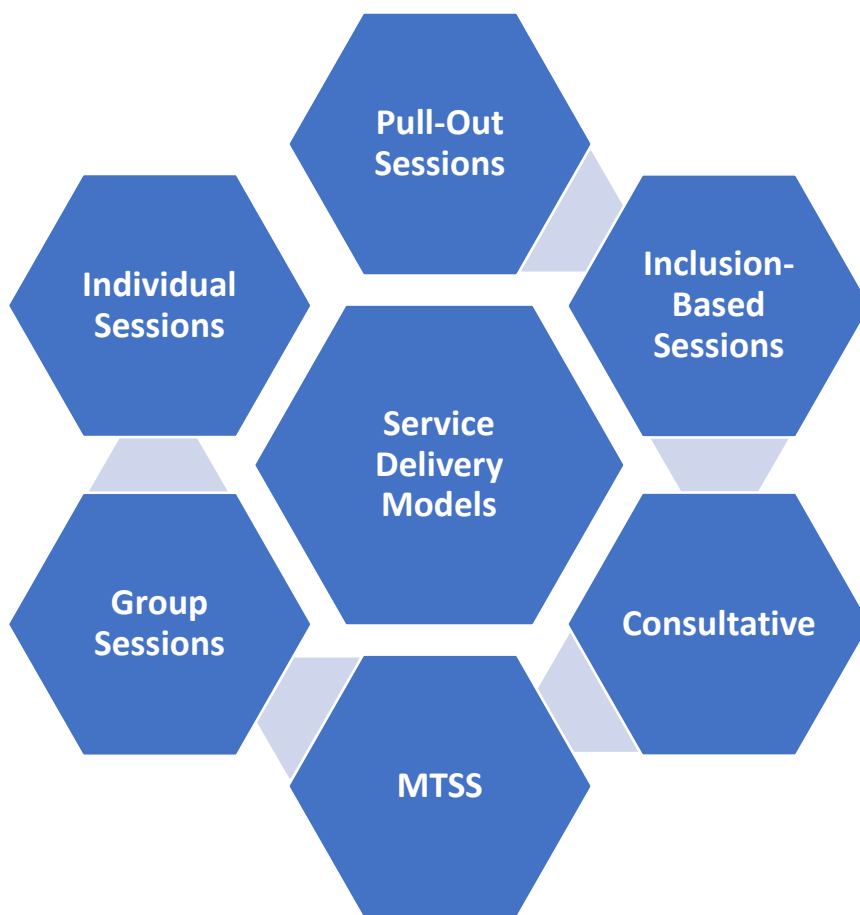 Pull-Out
Sessions
Inclusion-
Based
Sessions
Consultative
MTSS
Group
Sessions
Individual
Sessions
Service
Delivery
Models